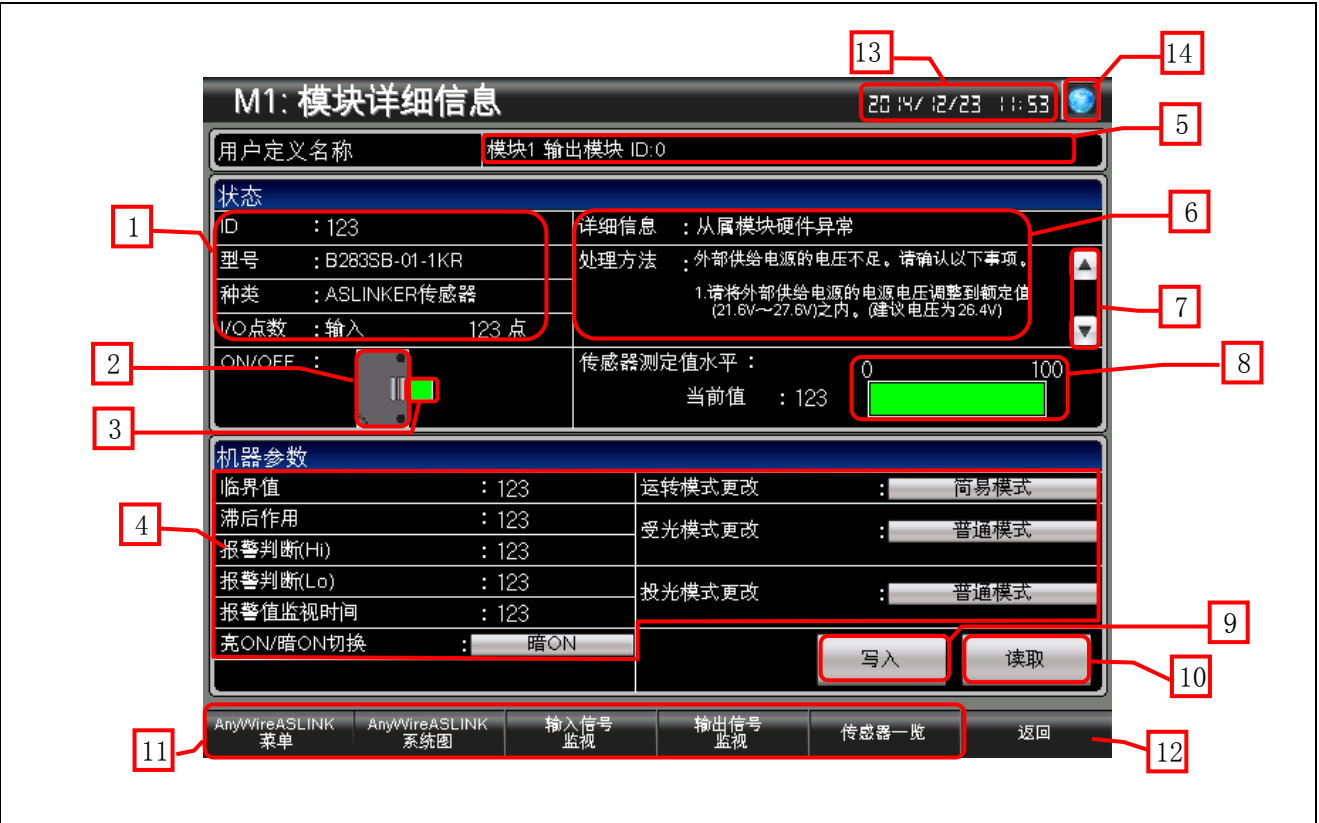 13
14
M1: 模块详细信息
2014/12/23 11:53
5
用户定义名称
模块1 输出模块 ID:0
状态
1
6
ID :123
详细信息 :从属模块硬件异常
型号 :B283SB-01-1KR
处理方法 :外部供给电源的电压不足。请确认以下事项。
种类 :ASLINKER传感器
1.请将外部供给电源的电源电压调整到额定值
(21.6V～27.6V)之内。(建议电压为26.4V)
7
I/O点数 :输入 123 点
2
ON/OFF :
传感器测定值水平：
0 100
8
当前值 :123
3
机器参数
临界值 :123
运转模式更改 : 简易模式
4
滞后作用 :123
受光模式更改 : 普通模式
报警判断(Hi) :123
报警判断(Lo) :123
投光模式更改 : 普通模式
报警值监视时间 :123
9
亮ON/暗ON切换 : 暗ON
写入
读取
10
11
AnyWireASLINK
菜单
AnyWireASLINK
系统图
输入信号
监视
输出信号
监视
传感器一览
返回
12